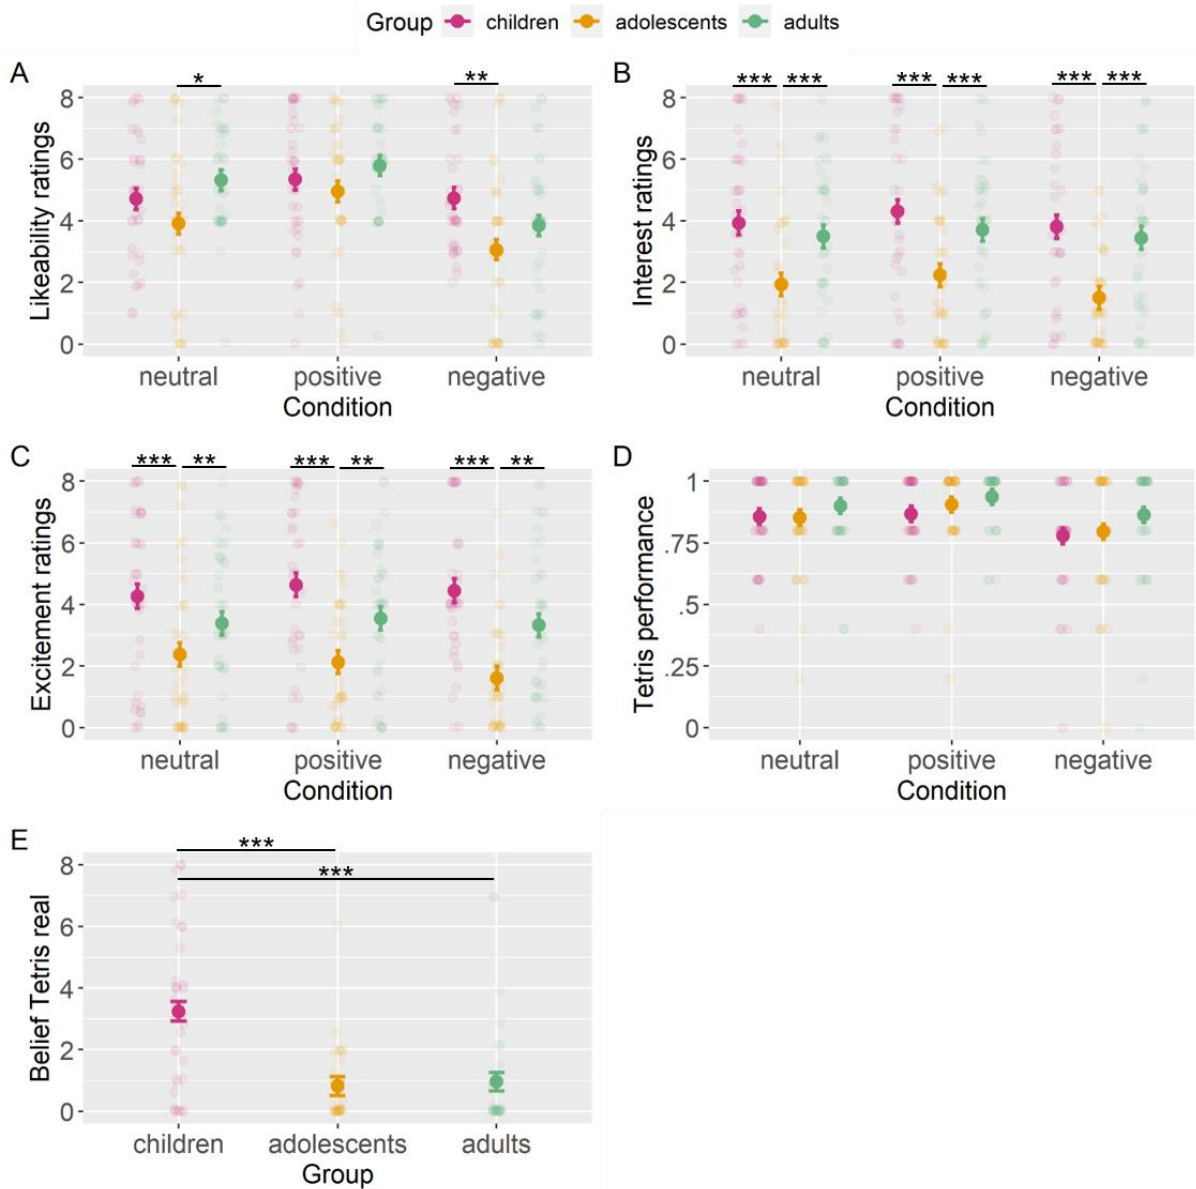 Group children adolescents adults
A
* **
Likeability ratings
8
6
4
2
0
neutral positive negative
Condition
B
*** *** *** *** *** ***
Interest ratings
8
6
4
2
0
neutral positive negative
Condition
C
*** ** *** ** *** **
Excitement ratings
8
6
4
2
0
neutral positive negative
Condition
D
Tetris performance
1
.75
.5
.25
0
neutral positive negative
Condition
E
***
***
Belief Tetris real
8
6
4
2
0
children adolescents adults
Group